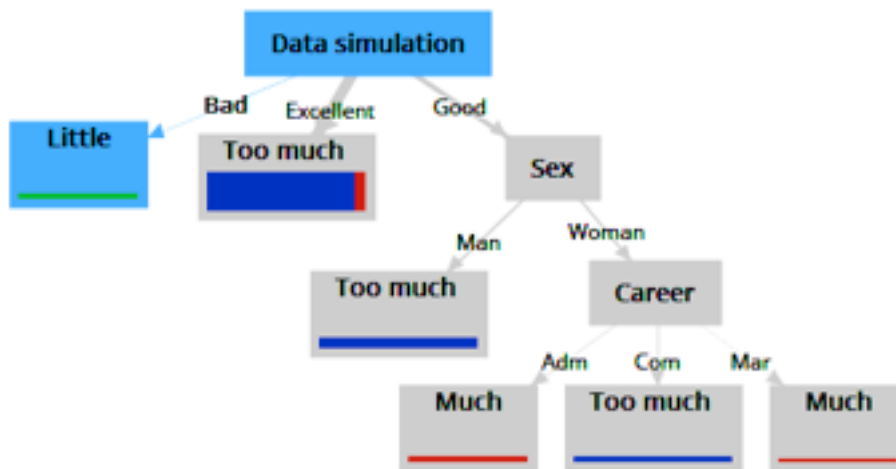 Data simulation
Bad
Excellent
Good
Little
Too much
Sex
Man
Woman
Too much
Career
Adm
Com
Mar
Much
Too much
Much